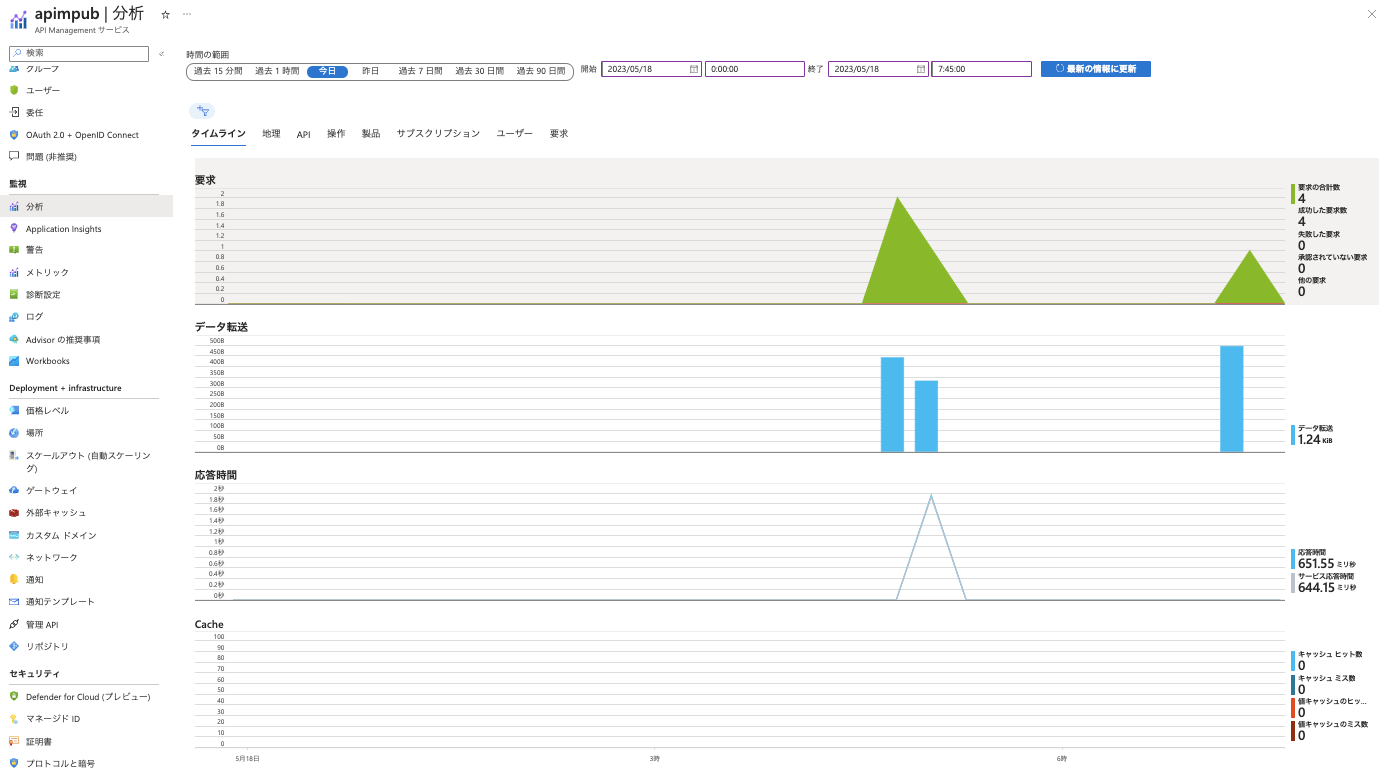 apimpub | 分析
API Management サービス
検索
グループ
ユーザー
委任
OAuth 2.0 + OpenID Connect
問題 (非推奨)
監視
分析
Application Insights
警告
メトリック
診断設定
ログ
Advisor の推奨事項
Workbooks
Deployment + infrastructure
価格レベル
場所
スケールアウト (自動スケーリン
グ)
ゲートウェイ
外部キャッシュ
カスタム ドメイン
ネットワーク
通知
通知テンプレート
管理 API
リポジトリ
セキュリティ
Defender for Cloud (プレビュー)
マネージド ID
証明書
プロトコルと暗号
時間の範囲
過去 15 分間 過去 1 時間 今日 昨日 過去 7 日間 過去 30 日間 過去 90 日間 開始 2023/05/18 0:00:00 終了 2023/05/18 7:45:00 最新の情報に更新
タイムライン 地理 API 操作 製品 サブスクリプション ユーザー 要求
要求
2
1.8
1.6
1.4
1.2
1
0.8
0.6
0.4
0.2
0
要求の合計数
4
成功した要求数
4
失敗した要求
0
承認されていない要求
0
他の要求
0
データ転送
500B
450B
400B
350B
300B
250B
200B
150B
100B
50B
0B
データ転送
1.24 KiB
応答時間
2秒
1.8秒
1.6秒
1.4秒
1.2秒
1秒
0.8秒
0.6秒
0.4秒
0.2秒
0秒
応答時間
651.55 ミリ秒
サービス応答時間
644.15 ミリ秒
Cache
100
90
80
70
60
50
40
30
20
10
0
キャッシュ ヒット数
0
キャッシュ ミス数
0
値キャッシュのヒッ...
0
値キャッシュのミス数
0
5月18日 3時 6時